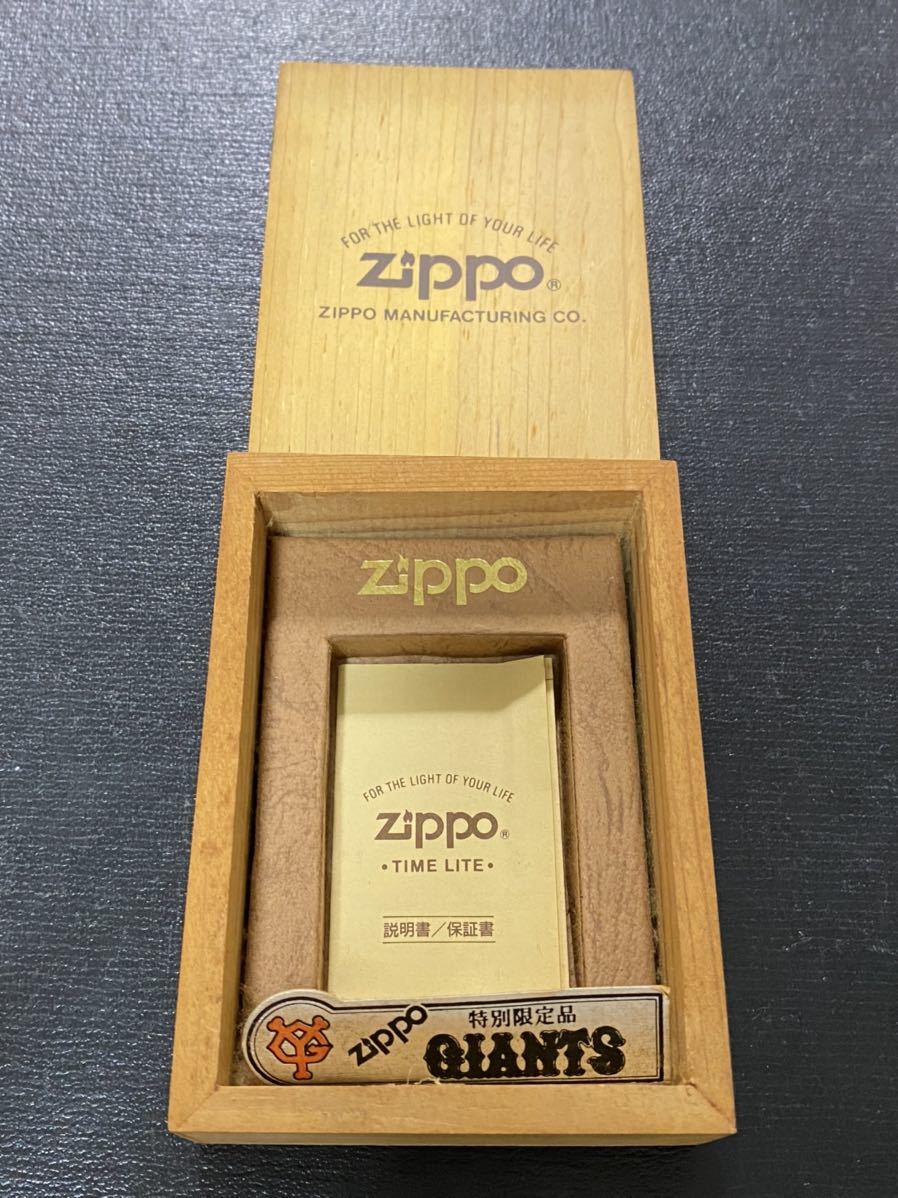 FOR THE LIGHT OF YOUR LIFE
Zippo®
ZIPPO MANUFACTURING CO.
Zippo
FOR THE LIGHT OF YOUR LIFE
Zippo®
・TIME LITE・
説明書/保証書
YG
Zippo
特別限定品
GIANTS